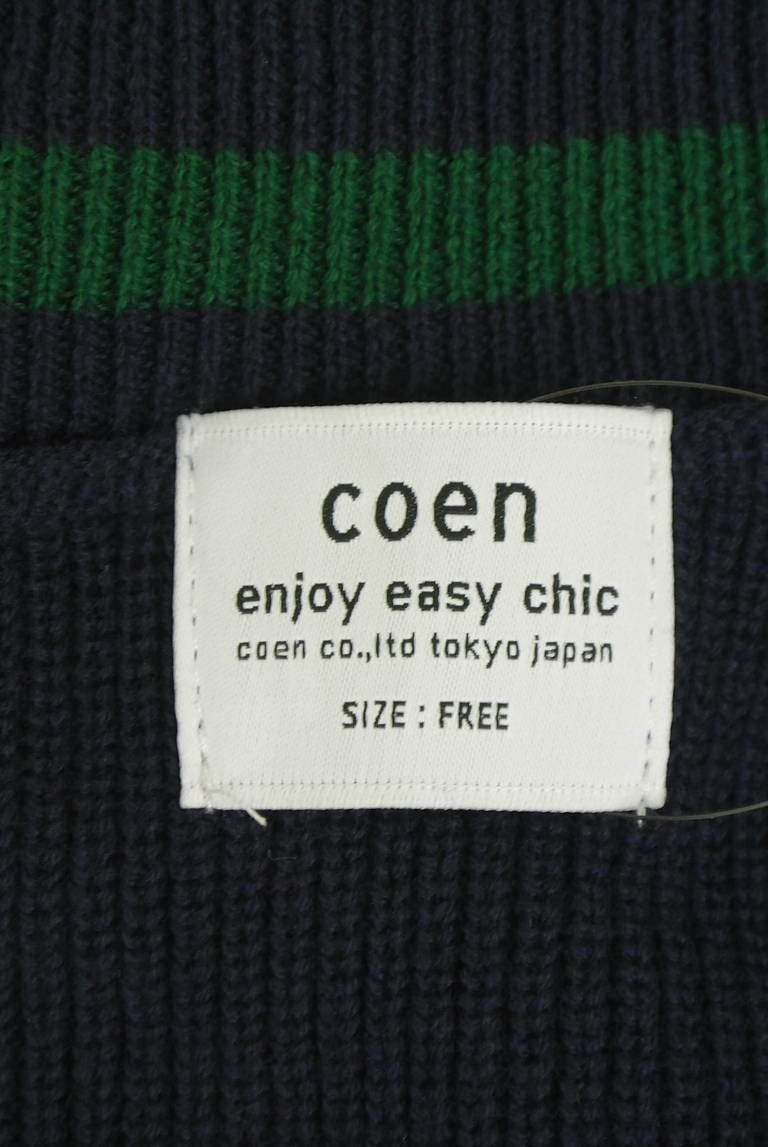 coen
enjoy easy chic
coen co.,ltd tokyo japan
SIZE : FREE